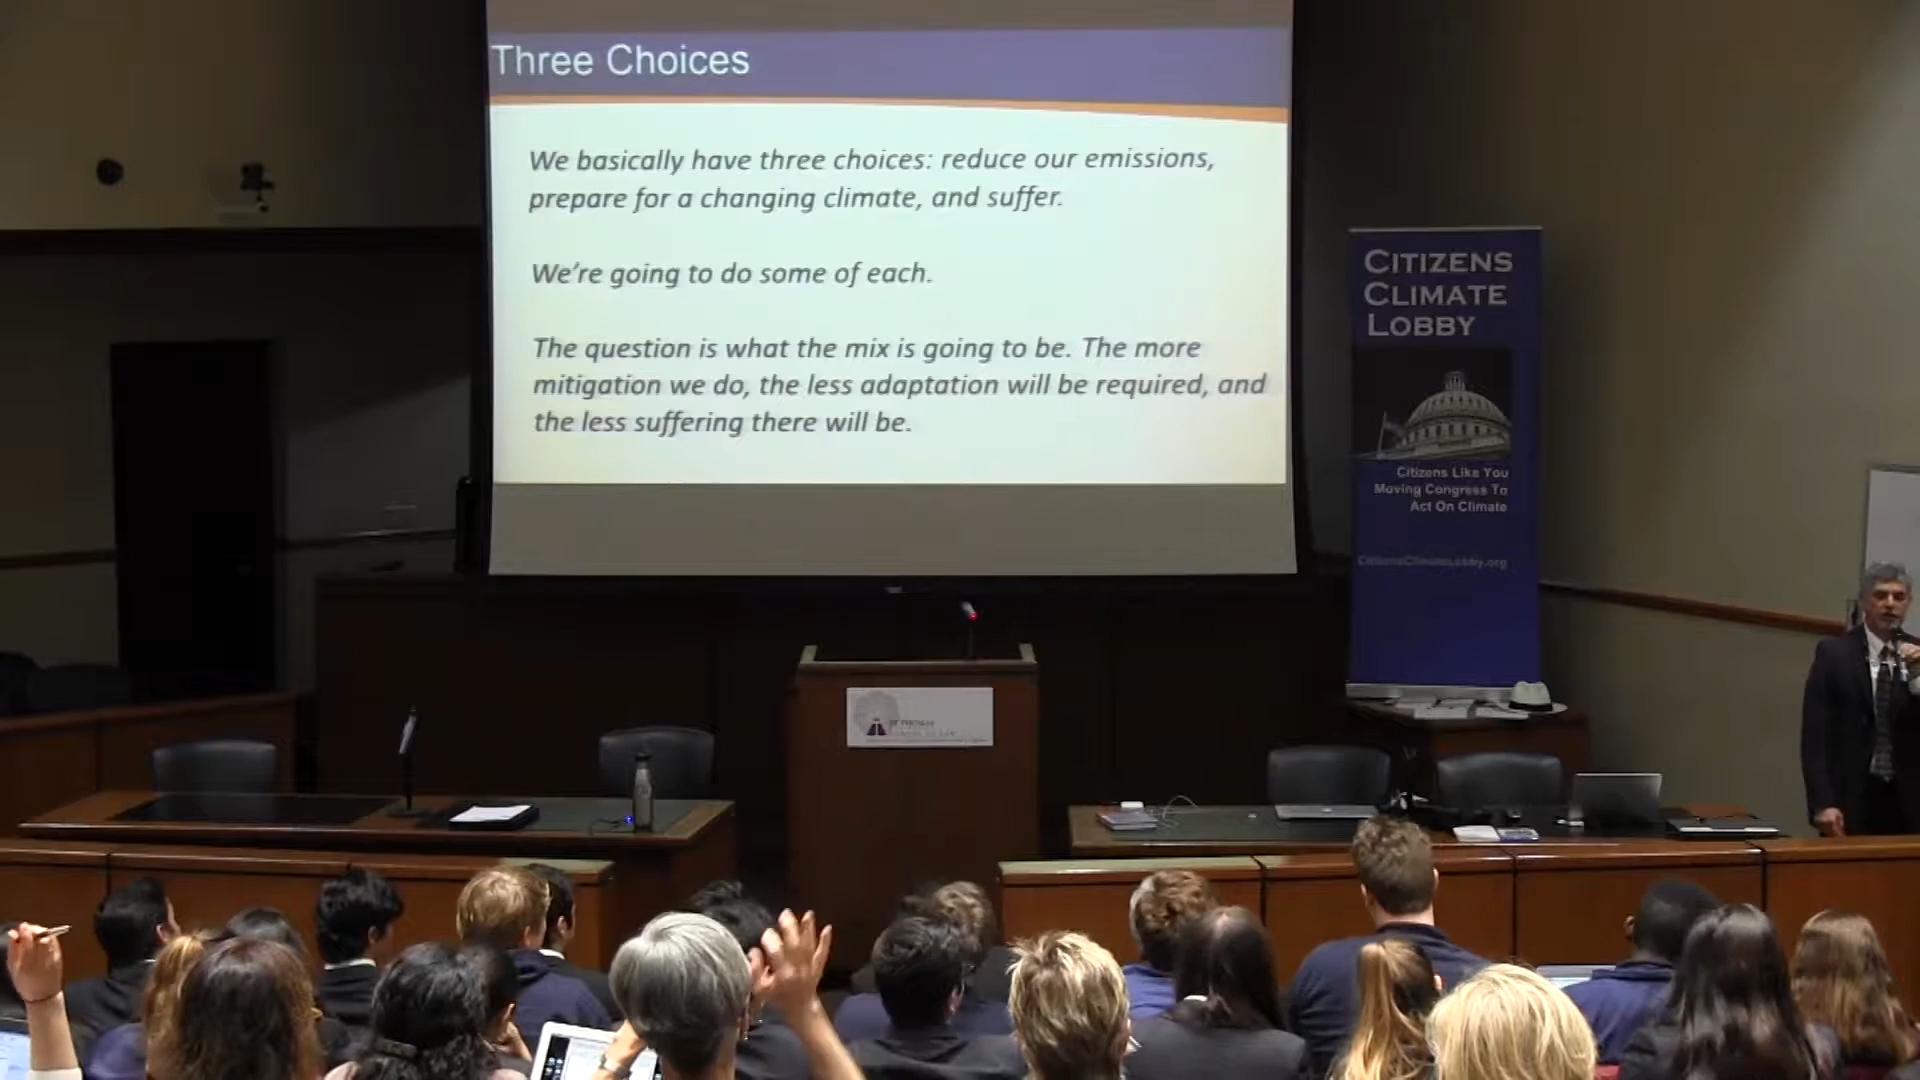 Three Choices
We basically have three choices: reduce our emissions,
prepare for a changing climate, and suffer.
We're going to do some of each.
The question is what the mix is going to be. The more
mitigation we do, the less adaptation will be required, and
the less suffering there will be.
CITIZENS
CLIMATE
LOBBY
Citizens Like You
Moving Congress To
Act On Climate
CitizensClimateLobby.org